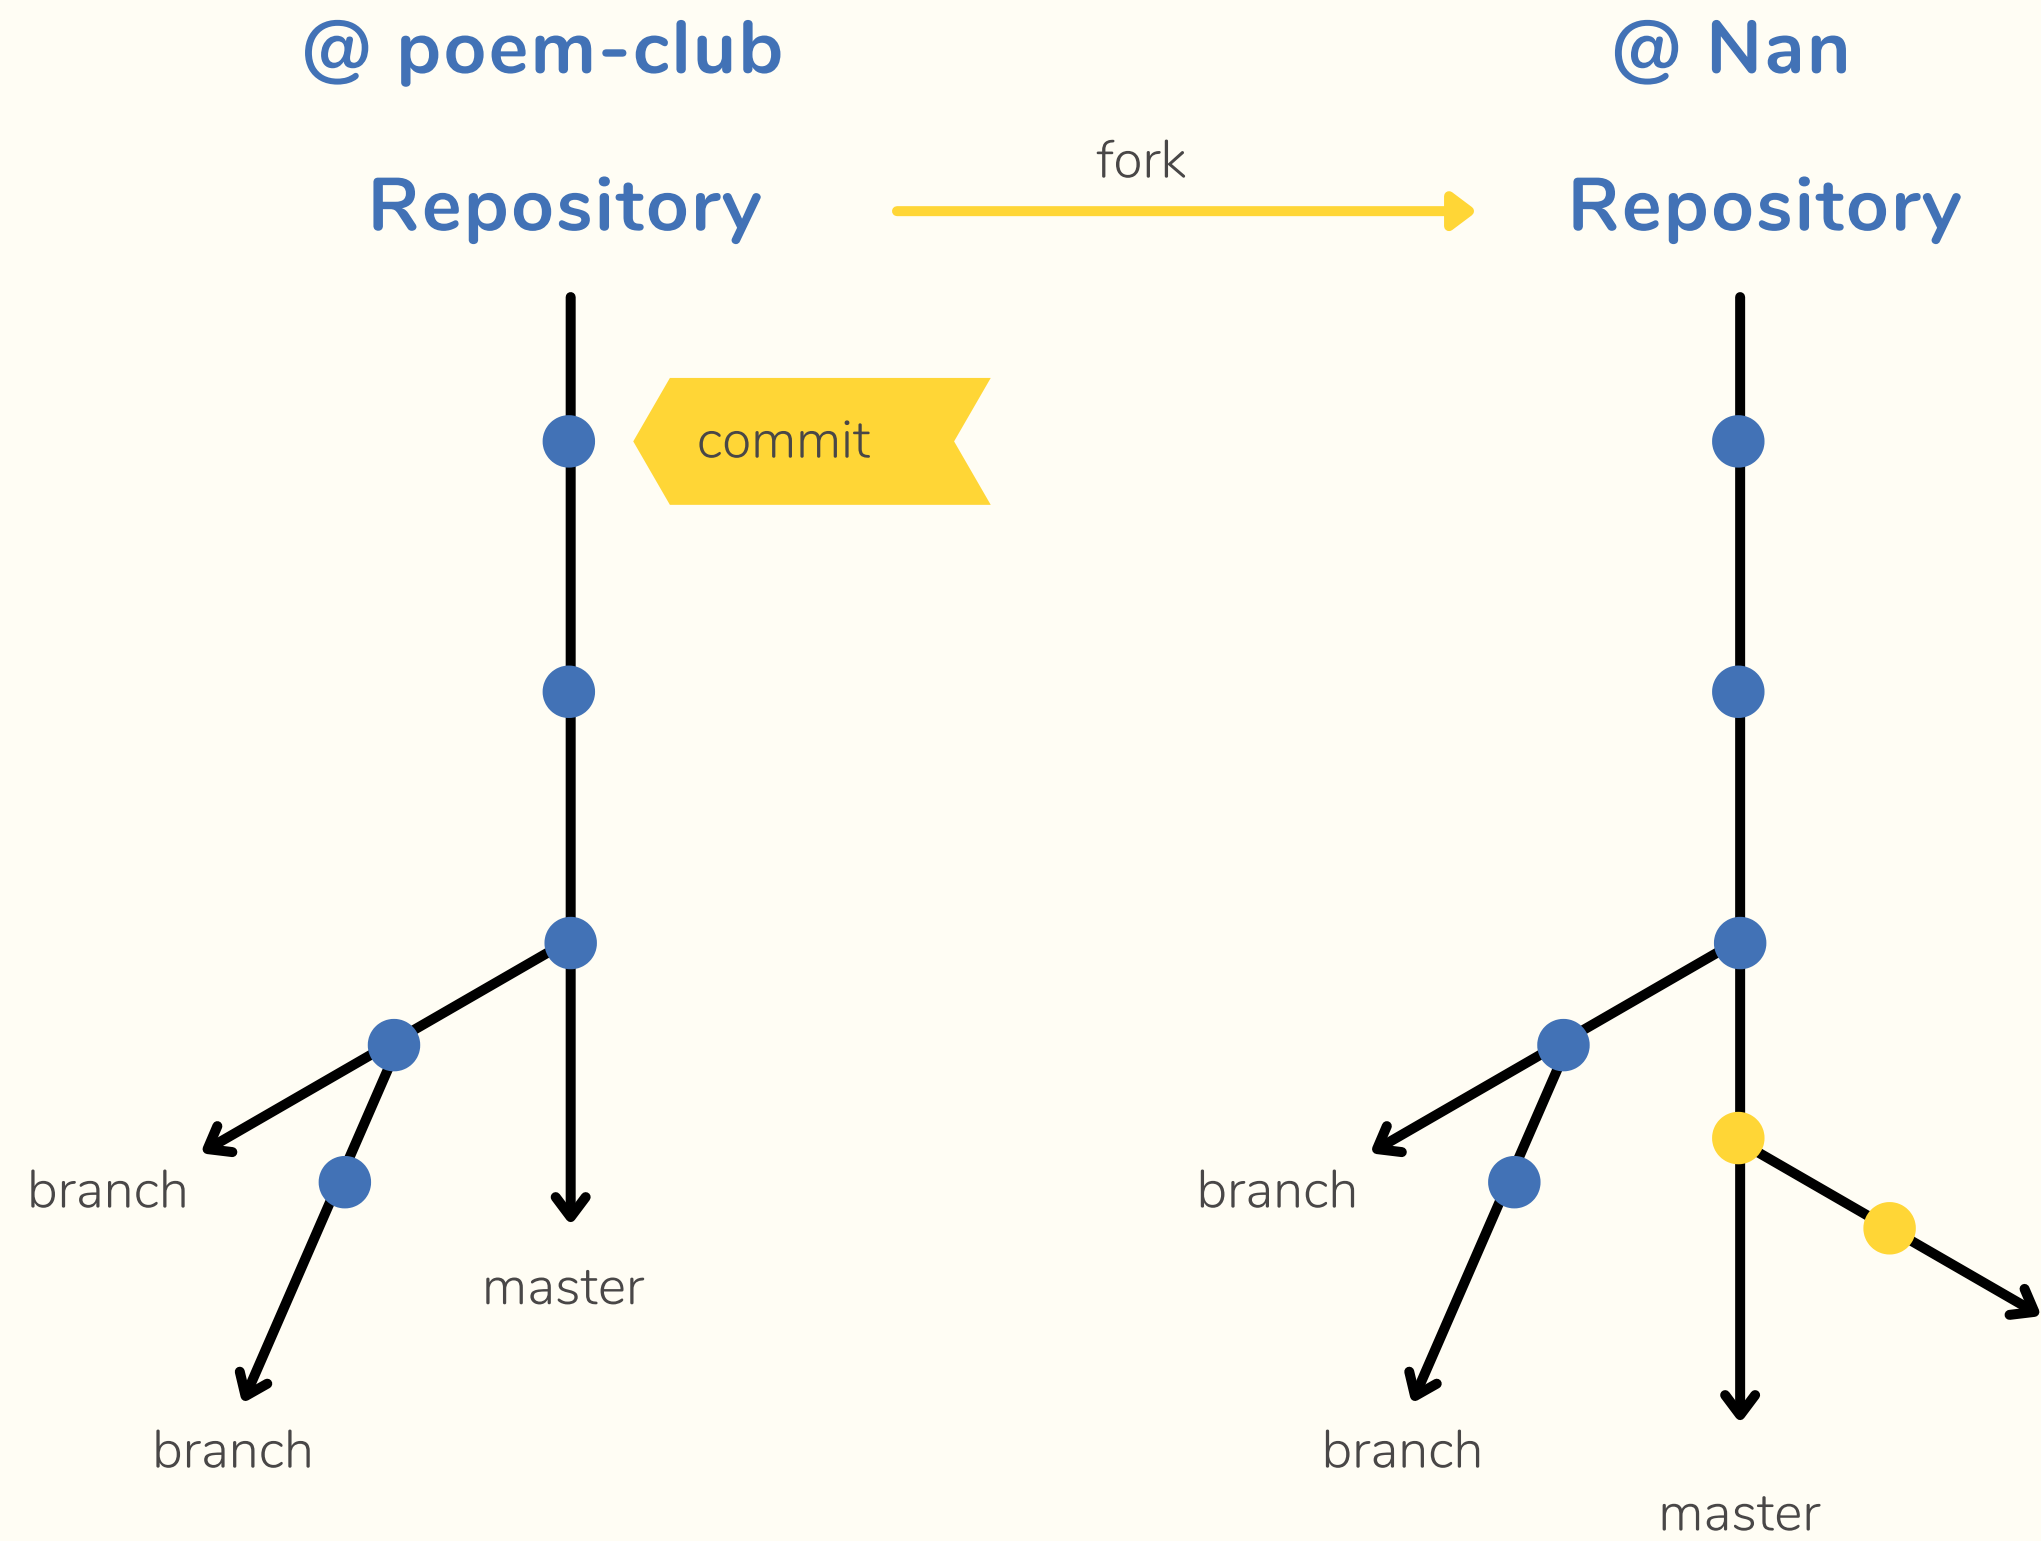 @ poem-club
@ Nan
fork
Repository
Repository
commit
branch
master
branch
branch
branch
master